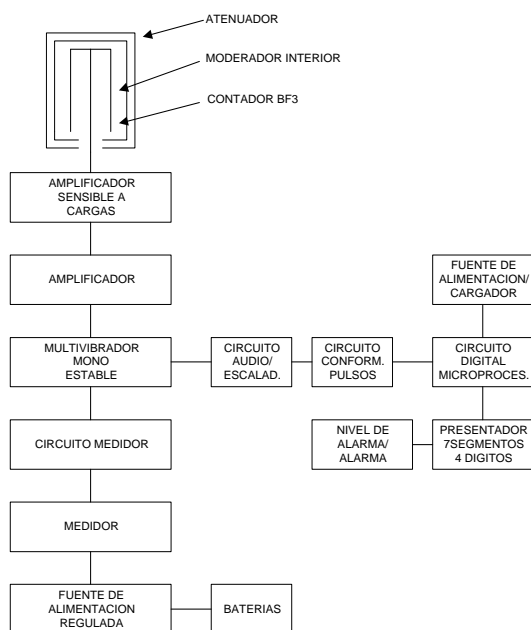 ATENUADOR
MODERADOR INTERIOR
CONTADOR BF3
AMPLIFICADOR
SENSIBLE A
CARGAS
AMPLIFICADOR
FUENTE DE
ALIMENTACION/
CARGADOR
MULTIVIBRADOR
MONO
ESTABLE
CIRCUITO
AUDIO/
ESCALAD.
CIRCUITO
CONFORM.
PULSOS
CIRCUITO
DIGITAL
MICROPROCES.
CIRCUITO MEDIDOR
NIVEL DE
ALARMA/
ALARMA
PRESENTADOR
7SEGMENTOS
4 DIGITOS
MEDIDOR
FUENTE DE
ALIMENTACION
REGULADA
BATERIAS